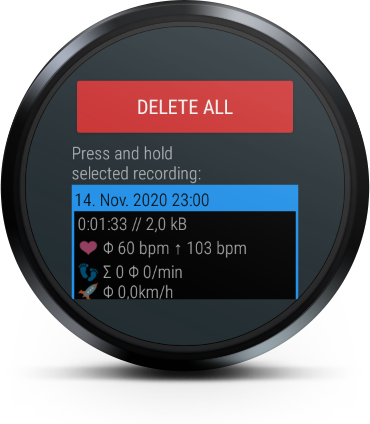 DELETE ALL
Press and hold
selected recording:
14. Nov. 2020 23:00
0:01:33 // 2,0 kB
Φ 60 bpm ↑ 103 bpm
Σ 0 Φ 0/min
Φ 0,0km/h